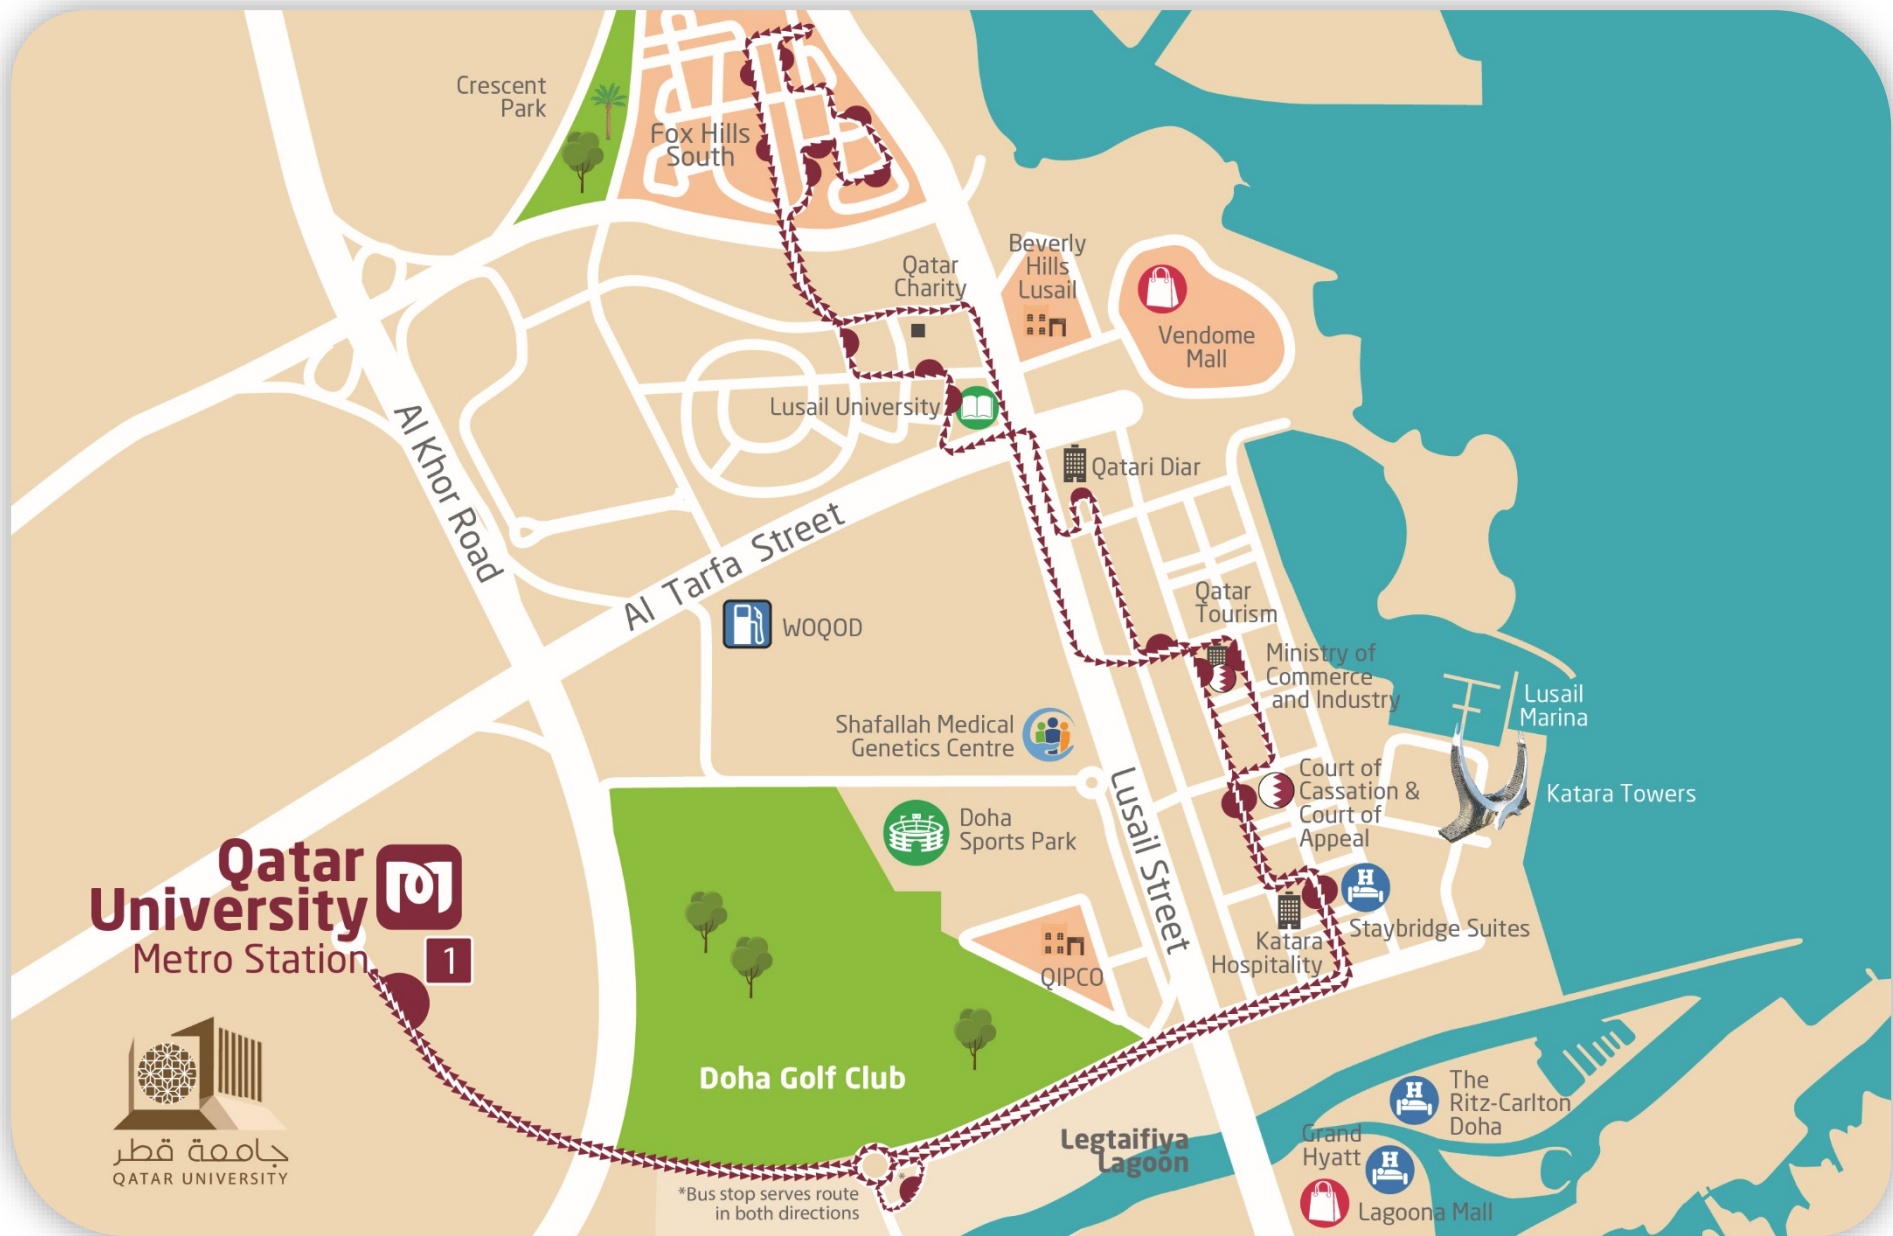 Crescent
Park
Fox Hills
South
Qatar
Charity
Beverly
Hills
Lusail
Vendome
Mall
Lusail University
Al Khor Road
Qatari Diar
Al Tarfa Street
WOQOD
Qatar
Tourism
Ministry of
Commerce
and Industry
Lusail
Marina
Shafallah Medical
Genetics Centre
Court of
Cassation &
Court of
Appeal
Katara Towers
Lusail Street
Doha
Sports Park
Qatar
University
Metro Station
1
H
Staybridge Suites
Katara
Hospitality
QIPCO
Doha Golf Club
جامعة قطر
QATAR UNIVERSITY
H
The
Ritz-Carlton
Doha
Legtaifiya
Lagoon
Grand
Hyatt
H
*
*Bus stop serves route
in both directions
Lagoona Mall